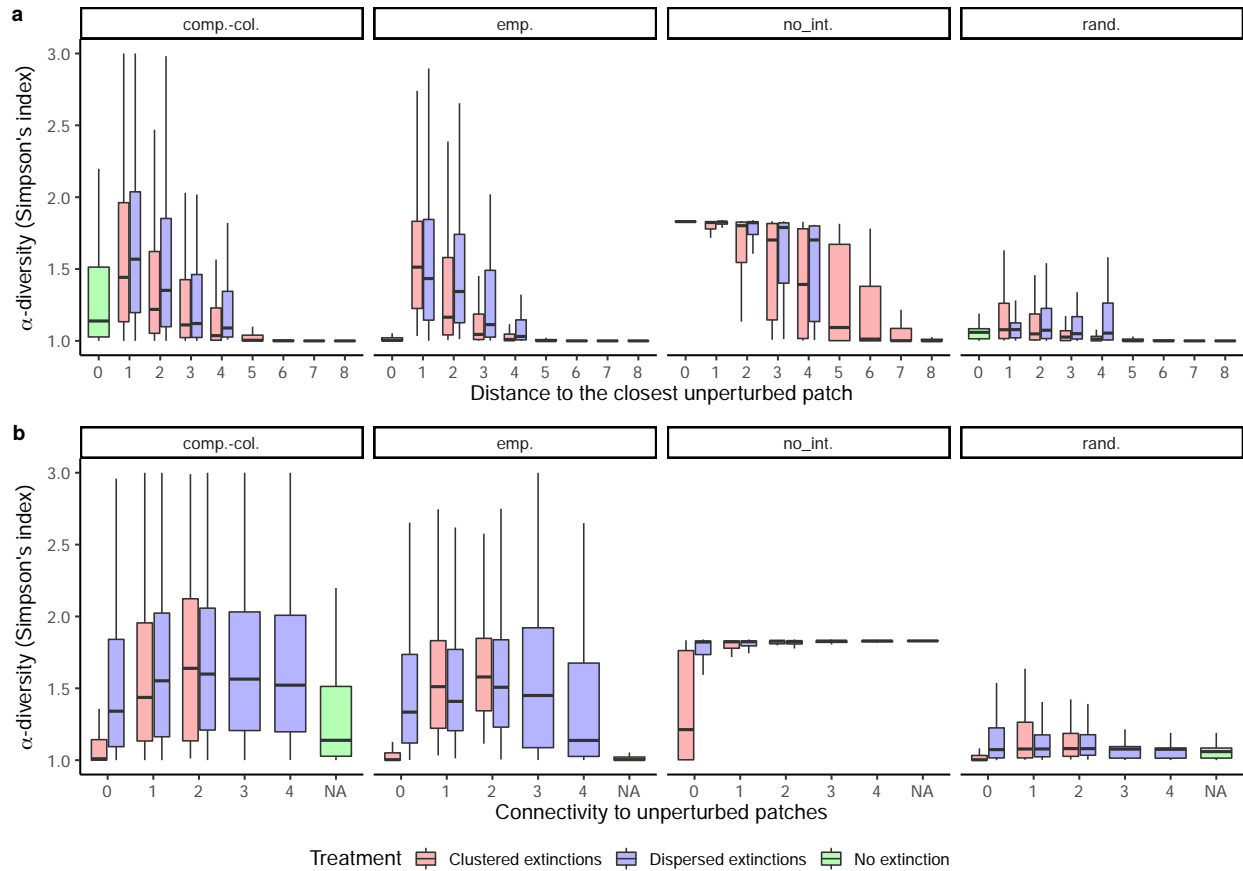 a
comp.-col. emp. no_int. rand.
α-diversity (Simpson's index)
3.0
2.5
2.0
1.5
1.0
0 1 2 3 4 5 6 7 8 0 1 2 3 4 5 6 7 8 0 1 2 3 4 5 6 7 8 0 1 2 3 4 5 6 7 8
Distance to the closest unperturbed patch
b
comp.-col. emp. no_int. rand.
α-diversity (Simpson's index)
3.0
2.5
2.0
1.5
1.0
0 1 2 3 4 NA 0 1 2 3 4 NA 0 1 2 3 4 NA 0 1 2 3 4 NA
Connectivity to unperturbed patches
Treatment Clustered extinctions Dispersed extinctions No extinction